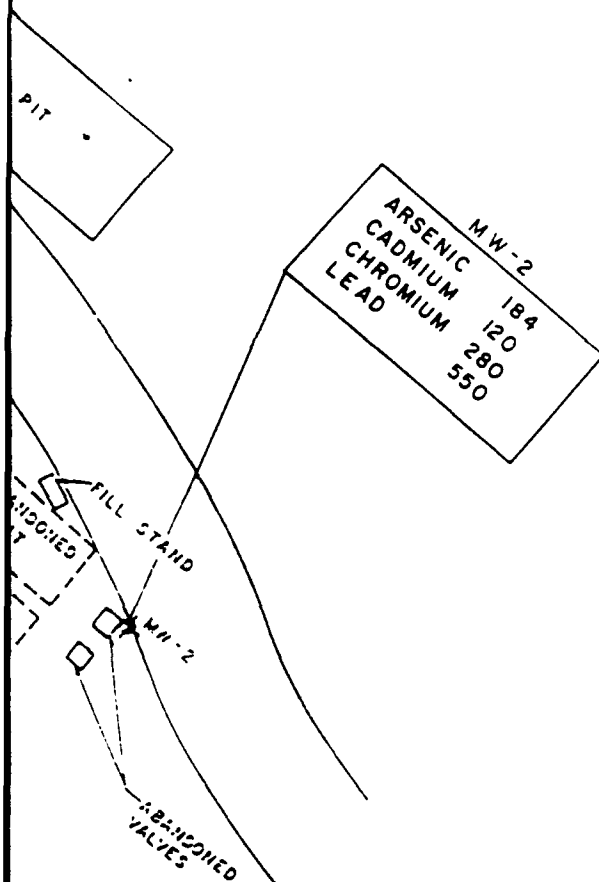 PIT
MW-2
ARSENIC 184
CADMIUM 120
CHROMIUM 280
LEAD 550
FILL STAND
MW-2
ABANDONED
VALVES